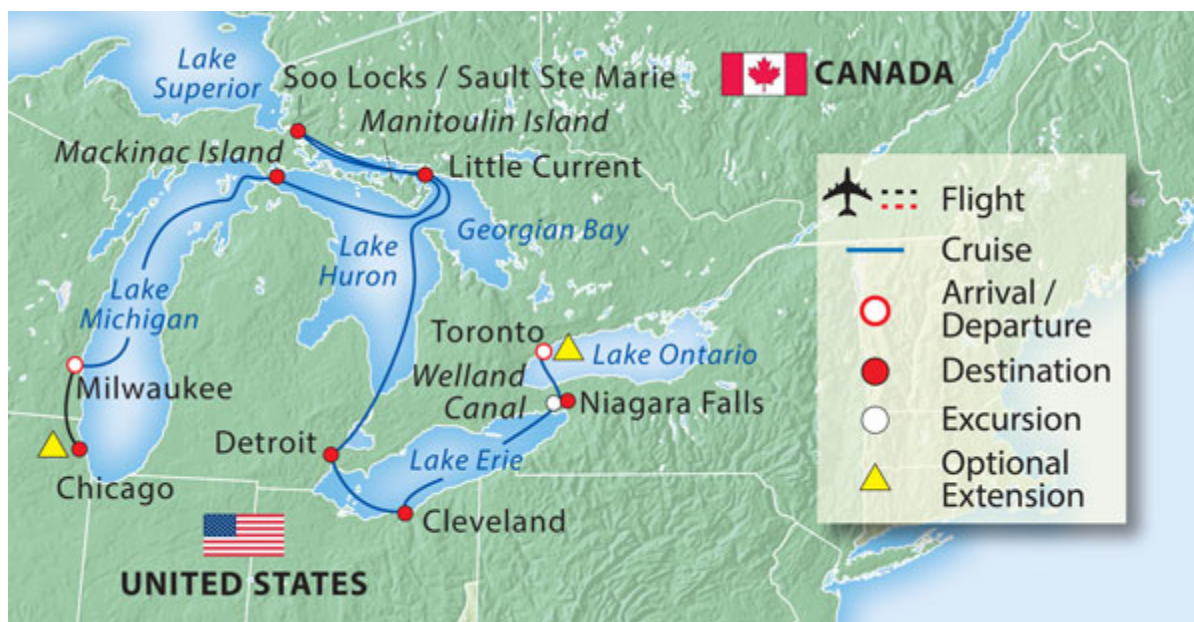 Lake
Superior
Soo Locks / Sault Ste Marie
CANADA
Manitoulin Island
Mackinac Island
Little Current
Georgian Bay
Lake
Huron
Lake
Michigan
Toronto
Lake Ontario
Milwaukee
Welland
Canal
Niagara Falls
Detroit
Lake Erie
Chicago
Cleveland
UNITED STATES
Flight
Cruise
Arrival /
Departure
Destination
Excursion
Optional
Extension